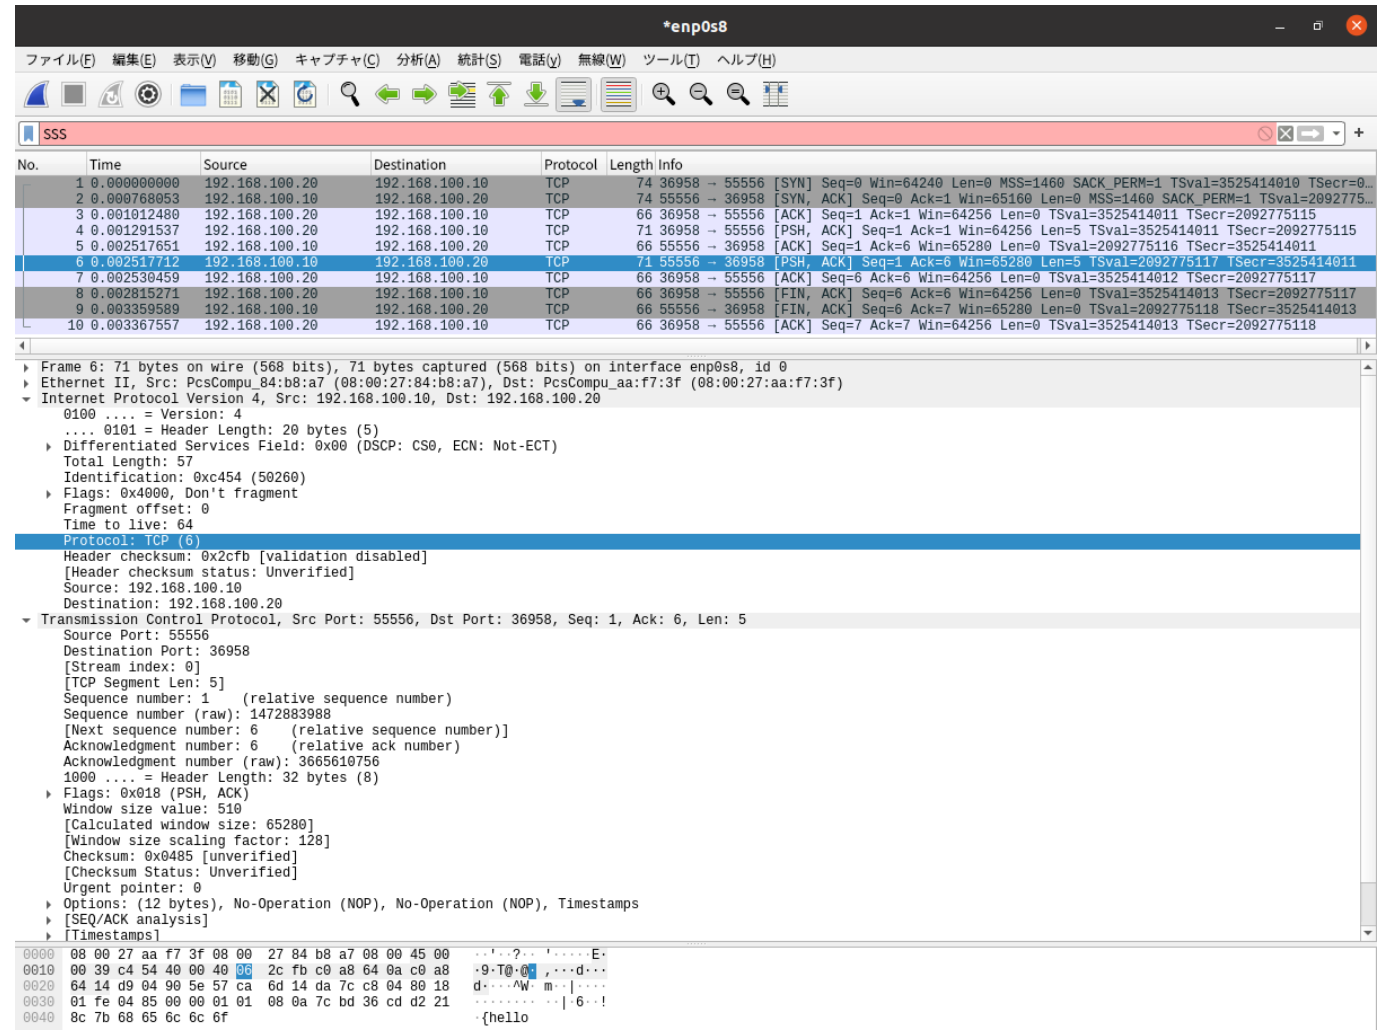 *enp0s8
ファイル(F) 編集(E) 表示(V) 移動(G) キャプチャ(C) 分析(A) 統計(S) 電話(y) 無線(W) ツール(T) ヘルプ(H)
sss
No. Time Source Destination Protocol Length Info
1 0.000000000 192.168.100.20 192.168.100.10 TCP 74 36958 → 55556 [SYN] Seq=0 Win=64240 Len=0 MSS=1460 SACK_PERM=1 TSval=3525414010 TSecr=0…
2 0.000768053 192.168.100.10 192.168.100.20 TCP 74 55556 → 36958 [SYN, ACK] Seq=0 Ack=1 Win=65160 Len=0 MSS=1460 SACK_PERM=1 TSval=2092775…
3 0.001012480 192.168.100.20 192.168.100.10 TCP 66 36958 → 55556 [ACK] Seq=1 Ack=1 Win=64256 Len=0 TSval=3525414011 TSecr=2092775115
4 0.001291537 192.168.100.20 192.168.100.10 TCP 71 36958 → 55556 [PSH, ACK] Seq=1 Ack=1 Win=64256 Len=5 TSval=3525414011 TSecr=2092775115
5 0.002517651 192.168.100.10 192.168.100.20 TCP 66 55556 → 36958 [ACK] Seq=1 Ack=6 Win=65280 Len=0 TSval=2092775116 TSecr=3525414011
6 0.002517712 192.168.100.10 192.168.100.20 TCP 71 55556 → 36958 [PSH, ACK] Seq=1 Ack=6 Win=65280 Len=5 TSval=2092775117 TSecr=3525414011
7 0.002530459 192.168.100.20 192.168.100.10 TCP 66 36958 → 55556 [ACK] Seq=6 Ack=6 Win=64256 Len=0 TSval=3525414012 TSecr=2092775117
8 0.002815271 192.168.100.20 192.168.100.10 TCP 66 36958 → 55556 [FIN, ACK] Seq=6 Ack=6 Win=64256 Len=0 TSval=3525414013 TSecr=2092775117
9 0.003359589 192.168.100.10 192.168.100.20 TCP 66 55556 → 36958 [FIN, ACK] Seq=6 Ack=7 Win=65280 Len=0 TSval=2092775118 TSecr=3525414013
10 0.003367557 192.168.100.20 192.168.100.10 TCP 66 36958 → 55556 [ACK] Seq=7 Ack=7 Win=64256 Len=0 TSval=3525414013 TSecr=2092775118
Frame 6: 71 bytes on wire (568 bits), 71 bytes captured (568 bits) on interface enp0s8, id 0
Ethernet II, Src: PcsCompu_84:b8:a7 (08:00:27:84:b8:a7), Dst: PcsCompu_aa:f7:3f (08:00:27:aa:f7:3f)
Internet Protocol Version 4, Src: 192.168.100.10, Dst: 192.168.100.20
0100 .... = Version: 4
.... 0101 = Header Length: 20 bytes (5)
Differentiated Services Field: 0x00 (DSCP: CS0, ECN: Not-ECT)
Total Length: 57
Identification: 0xc454 (50260)
Flags: 0x4000, Don't fragment
Fragment offset: 0
Time to live: 64
Protocol: TCP (6)
Header checksum: 0x2cfb [validation disabled]
[Header checksum status: Unverified]
Source: 192.168.100.10
Destination: 192.168.100.20
Transmission Control Protocol, Src Port: 55556, Dst Port: 36958, Seq: 1, Ack: 6, Len: 5
Source Port: 55556
Destination Port: 36958
[Stream index: 0]
[TCP Segment Len: 5]
Sequence number: 1 (relative sequence number)
Sequence number (raw): 1472883988
[Next sequence number: 6 (relative sequence number)]
Acknowledgment number: 6 (relative ack number)
Acknowledgment number (raw): 3665610756
1000 .... = Header Length: 32 bytes (8)
Flags: 0x018 (PSH, ACK)
Window size value: 510
[Calculated window size: 65280]
[Window size scaling factor: 128]
Checksum: 0x0485 [unverified]
[Checksum Status: Unverified]
Urgent pointer: 0
Options: (12 bytes), No-Operation (NOP), No-Operation (NOP), Timestamps
[SEQ/ACK analysis]
[Timestamps]
0000 08 00 27 aa f7 3f 08 00 27 84 b8 a7 08 00 45 00 ··'··?·· '·····E·
0010 00 39 c4 54 40 00 40 06 2c fb c0 a8 64 0a c0 a8 ·9·T@·@· ,···d···
0020 64 14 d9 04 90 5e 57 ca 6d 14 da 7c c8 04 80 18 d····^W· m··|····
0030 01 fe 04 85 00 00 01 01 08 0a 7c bd 36 cd d2 21 ········ ··|·6··!
0040 8c 7b 68 65 6c 6c 6f ·{hello